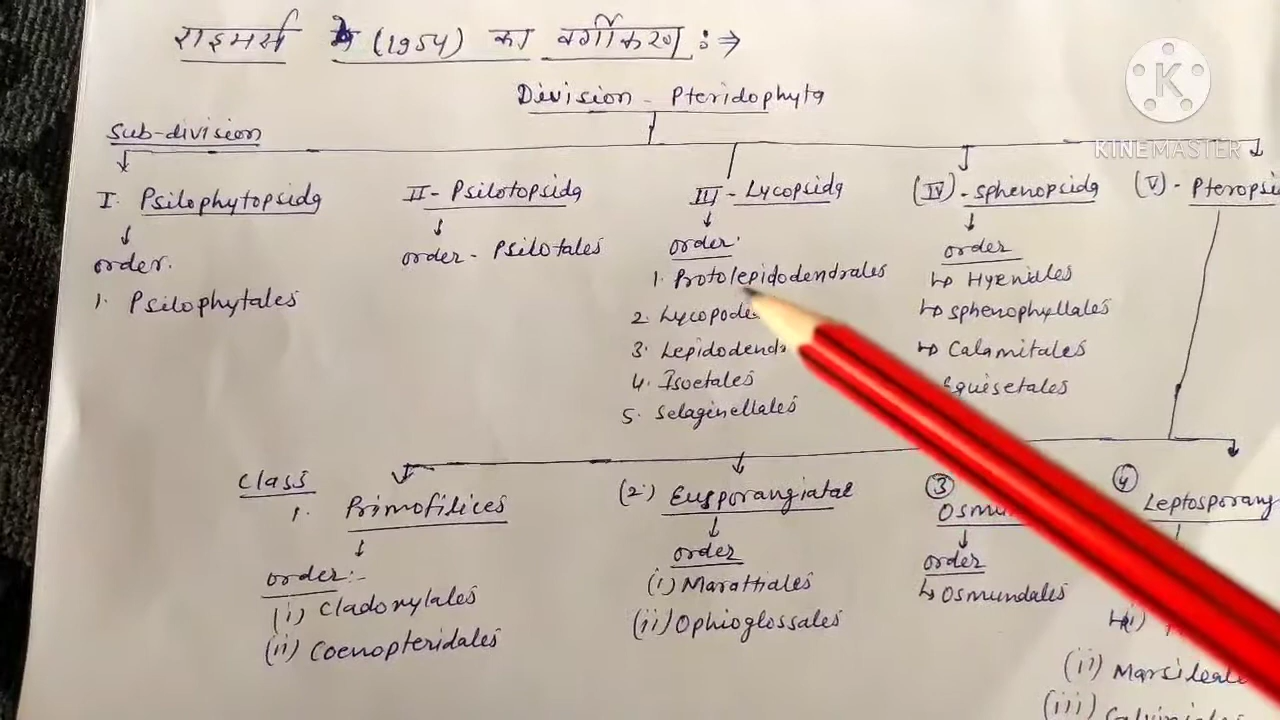 राइमर्स (1954) का वर्गीकरण :⇒
K
KINEMASTER
Division - Pteridophyta
Sub-division
I. Psilophytopsida
order.
1. Psilophytales
II - Psilotopsida
order - Psilotales
III - Lycopsida
order.
1. Protolepidodendrales
2. Lycopode
3. Lepidodend
4. Isoetales
5. Selaginellales
(IV) - Sphenopsida
order
↳ Hyeniales
↳ Sphenophyllales
↳ Calamitales
Equisetales
(V) - Pteropsi
class
1. Primofilices
order:-
(i) Cladoxylales
(ii) Coenopteridales
(2) Eusporangiatae
order
(i) Marattiales
(ii) Ophioglossales
③
Osmun
order
↳ Osmundales
④
Leptosporang
(i)
(ii) Marsileale
(iii)